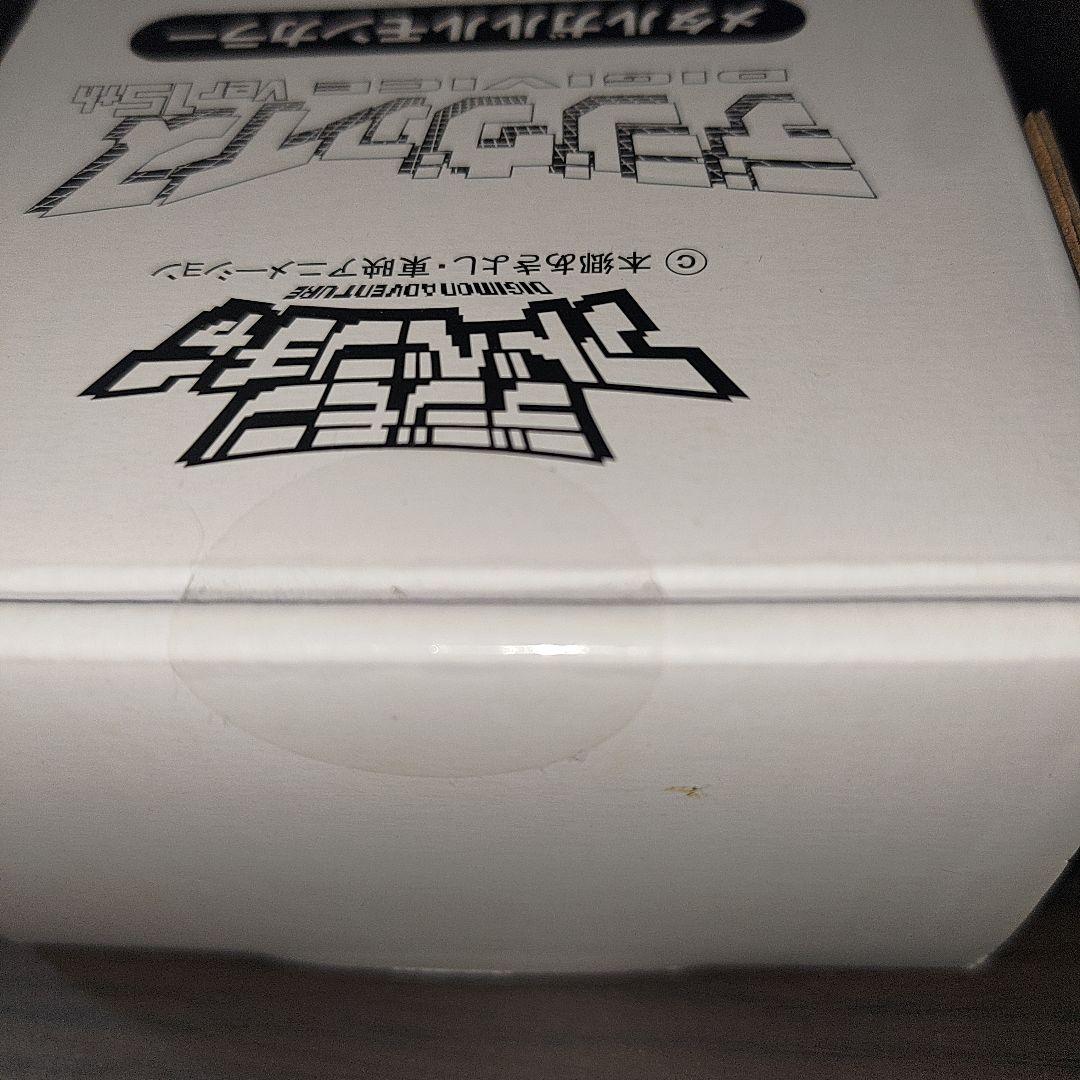 デジモン
アドベンチャー
DIGIMON ADVENTURE
©本郷あきよし・東映アニメーション
デジヴァイス
DIGIVICE Ver.15th
メタルガルルモンカラー